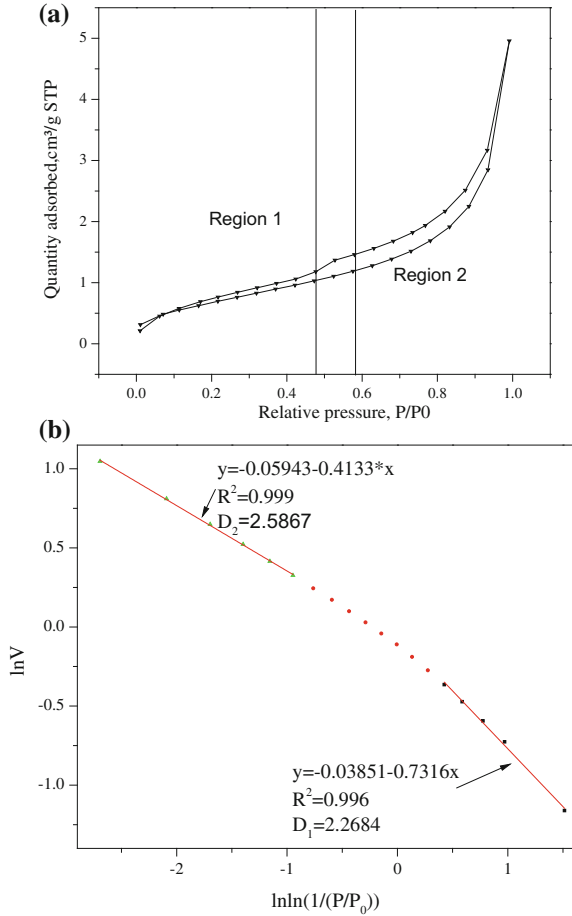 (a)
5
4
3
2
1
0
Quantity adsorbed,cm³/g STP
Region 1
Region 2
0.0 0.2 0.4 0.6 0.8 1.0
Relative pressure, P/P0
(b)
1.0
0.5
0.0
-0.5
-1.0
lnV
y=-0.05943-0.4133*x
R²=0.999
D₂=2.5867
y=-0.03851-0.7316x
R²=0.996
D₁=2.2684
-2 -1 0 1
lnln(1/(P/P₀))